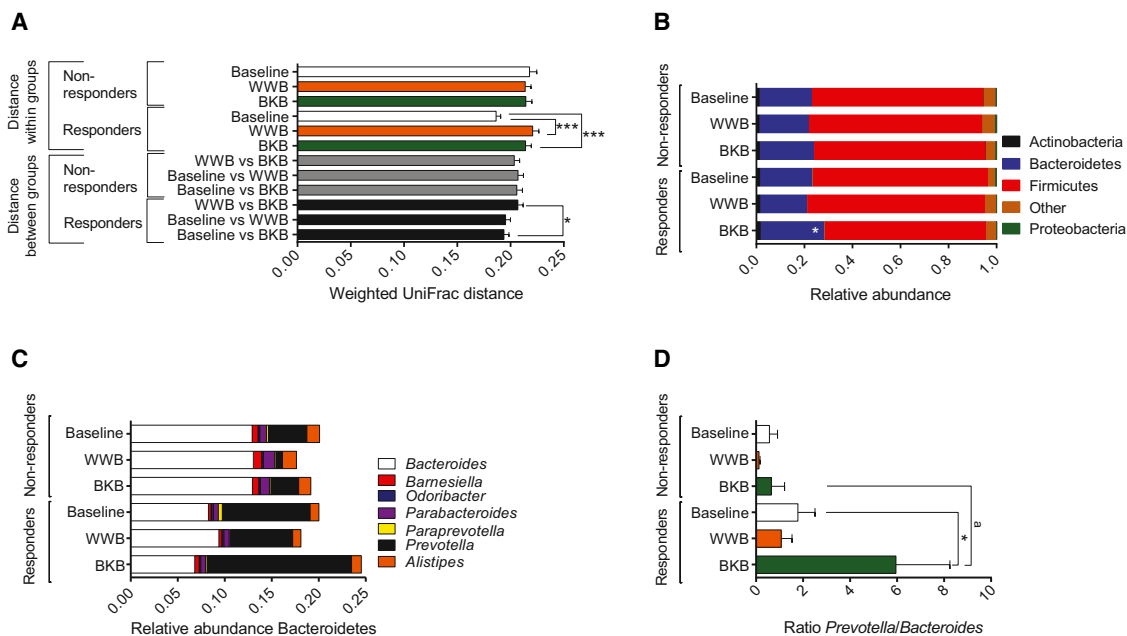 A
Distance within groups
Non-
responders
Responders
Distance between groups
Non-
responders
Responders
Baseline
WWB
BKB
Baseline
WWB
BKB
WWB vs BKB
Baseline vs WWB
Baseline vs BKB
WWB vs BKB
Baseline vs WWB
Baseline vs BKB
***
***
*
0.00 0.05 0.10 0.15 0.20 0.25
Weighted UniFrac distance
B
Non-responders
Responders
Baseline
WWB
BKB
Baseline
WWB
BKB
*
0.0 0.2 0.4 0.6 0.8 1.0
Relative abundance
Actinobacteria
Bacteroidetes
Firmicutes
Other
Proteobacteria
C
Non-responders
Responders
Baseline
WWB
BKB
Baseline
WWB
BKB
0.00 0.05 0.10 0.15 0.20 0.25
Relative abundance Bacteroidetes
Bacteroides
Barnesiella
Odoribacter
Parabacteroides
Paraprevotella
Prevotella
Alistipes
D
Non-responders
Responders
Baseline
WWB
BKB
Baseline
WWB
BKB
*
a
0 2 4 6 8 10
Ratio Prevotella/Bacteroides